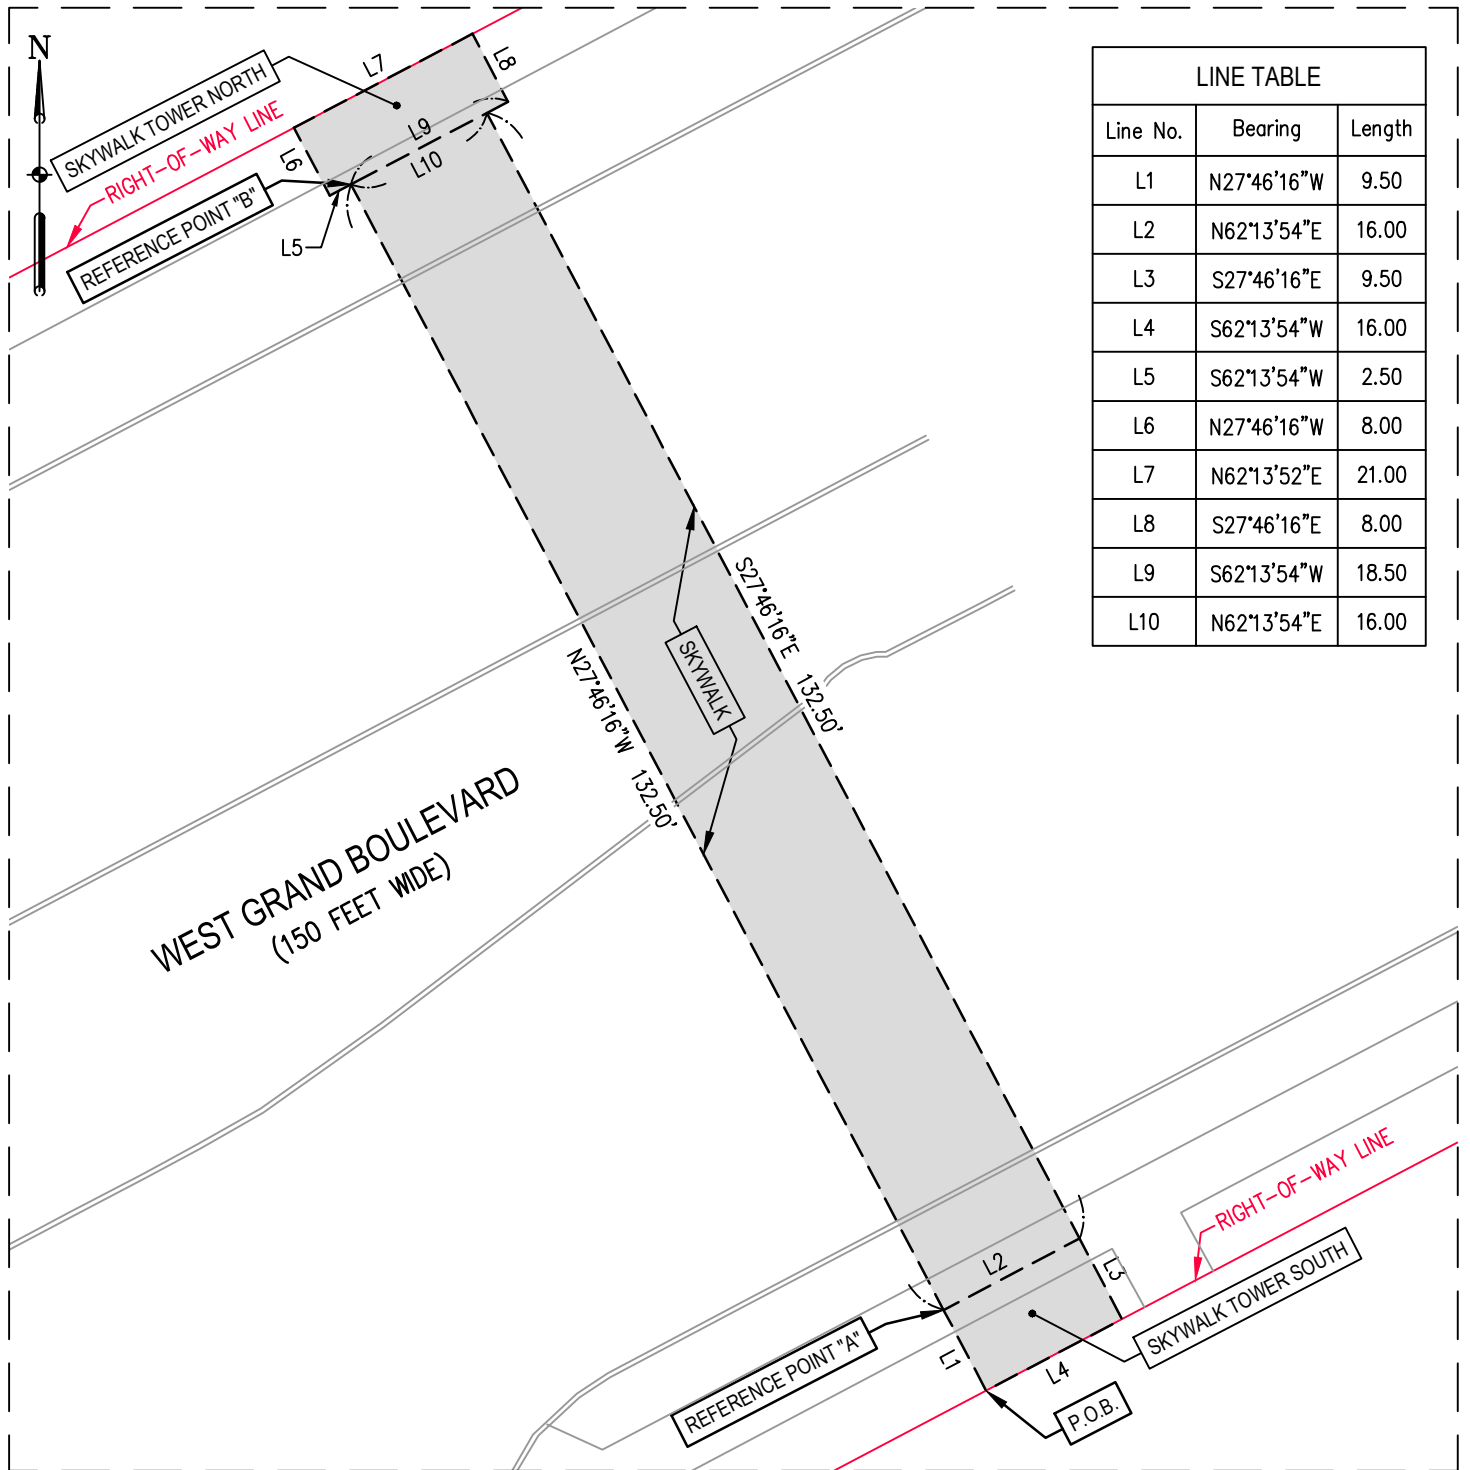 N
SKYWALK TOWER NORTH
RIGHT-OF-WAY LINE
REFERENCE POINT "B"
L7
L8
L9
L10
L6
L5
LINE TABLE
Line No. Bearing Length
L1 N27°46'16"W 9.50
L2 N62°13'54"E 16.00
L3 S27°46'16"E 9.50
L4 S62°13'54"W 16.00
L5 S62°13'54"W 2.50
L6 N27°46'16"W 8.00
L7 N62°13'52"E 21.00
L8 S27°46'16"E 8.00
L9 S62°13'54"W 18.50
L10 N62°13'54"E 16.00
S27°46'16"E 132.50'
SKYWALK
N27°46'16"W 132.50'
WEST GRAND BOULEVARD
(150 FEET WIDE)
RIGHT-OF-WAY LINE
L2
L3
SKYWALK TOWER SOUTH
REFERENCE POINT "A"
L1
L4
P.O.B.